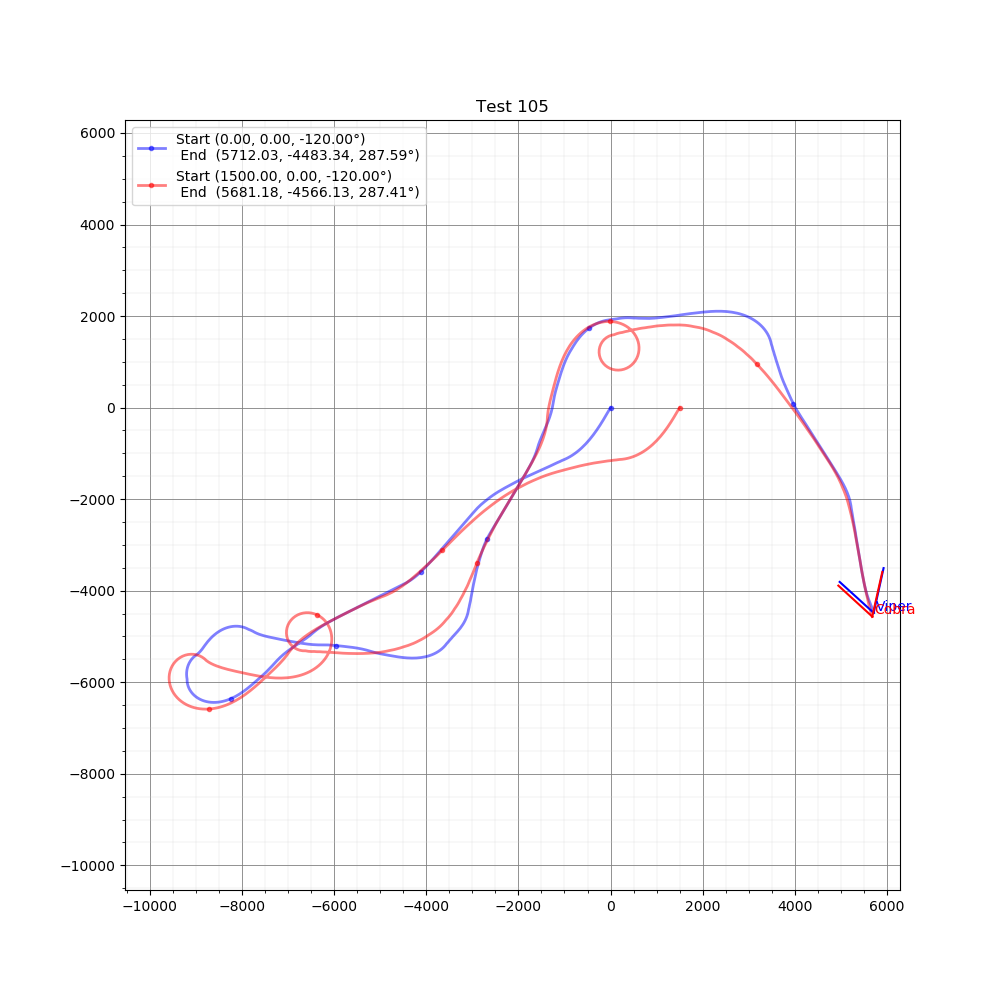 Test 105
Start (0.00, 0.00, -120.00°)
End (5712.03, -4483.34, 287.59°)
Start (1500.00, 0.00, -120.00°)
End (5681.18, -4566.13, 287.41°)
6000
4000
2000
0
−2000
−4000
−6000
−8000
−10000
Viper
Cobra
−10000 −8000 −6000 −4000 −2000 0 2000 4000 6000